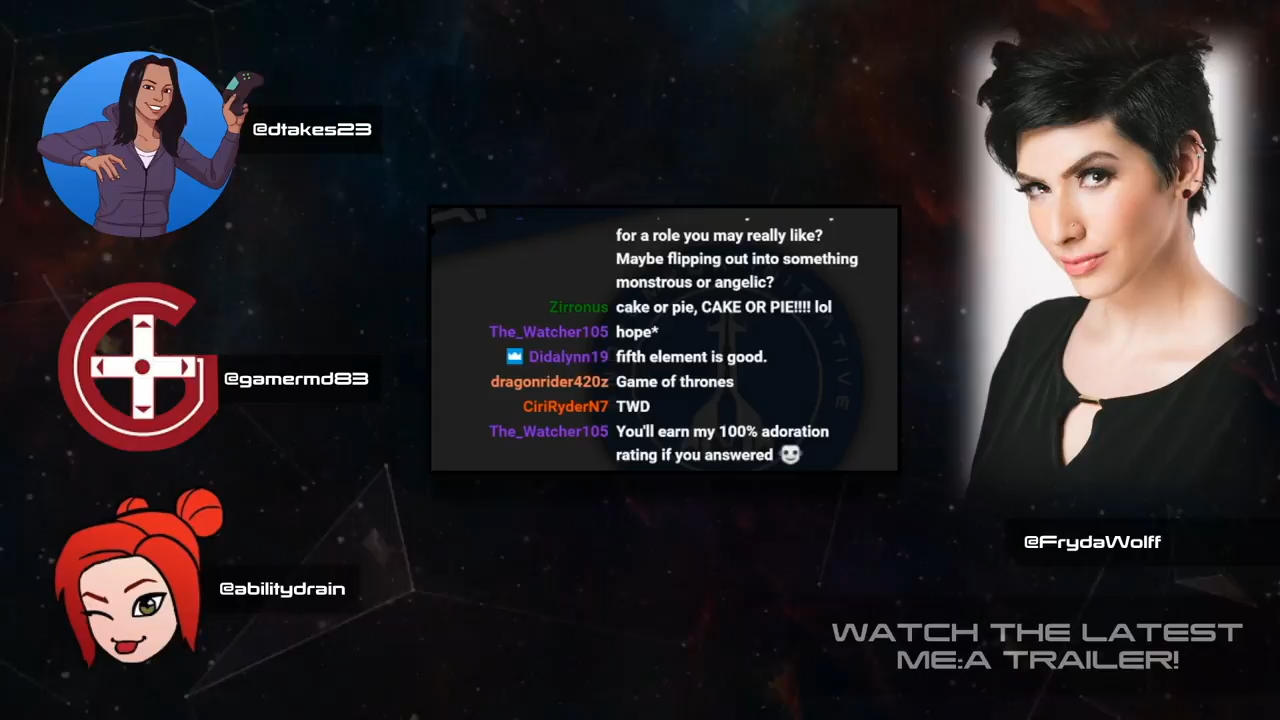 @dtakes23
@gamermd83
@abilitydrain
for a role you may really like?
Maybe flipping out into something
monstrous or angelic?
Zirronus cake or pie, CAKE OR PIE!!!! lol
The_Watcher105 hope*
Didalynn19 fifth element is good.
dragonrider420z Game of thrones
CiriRyderN7 TWD
The_Watcher105 You'll earn my 100% adoration
rating if you answered
@FrydaWolff
WATCH THE LATEST
ME:A TRAILER!